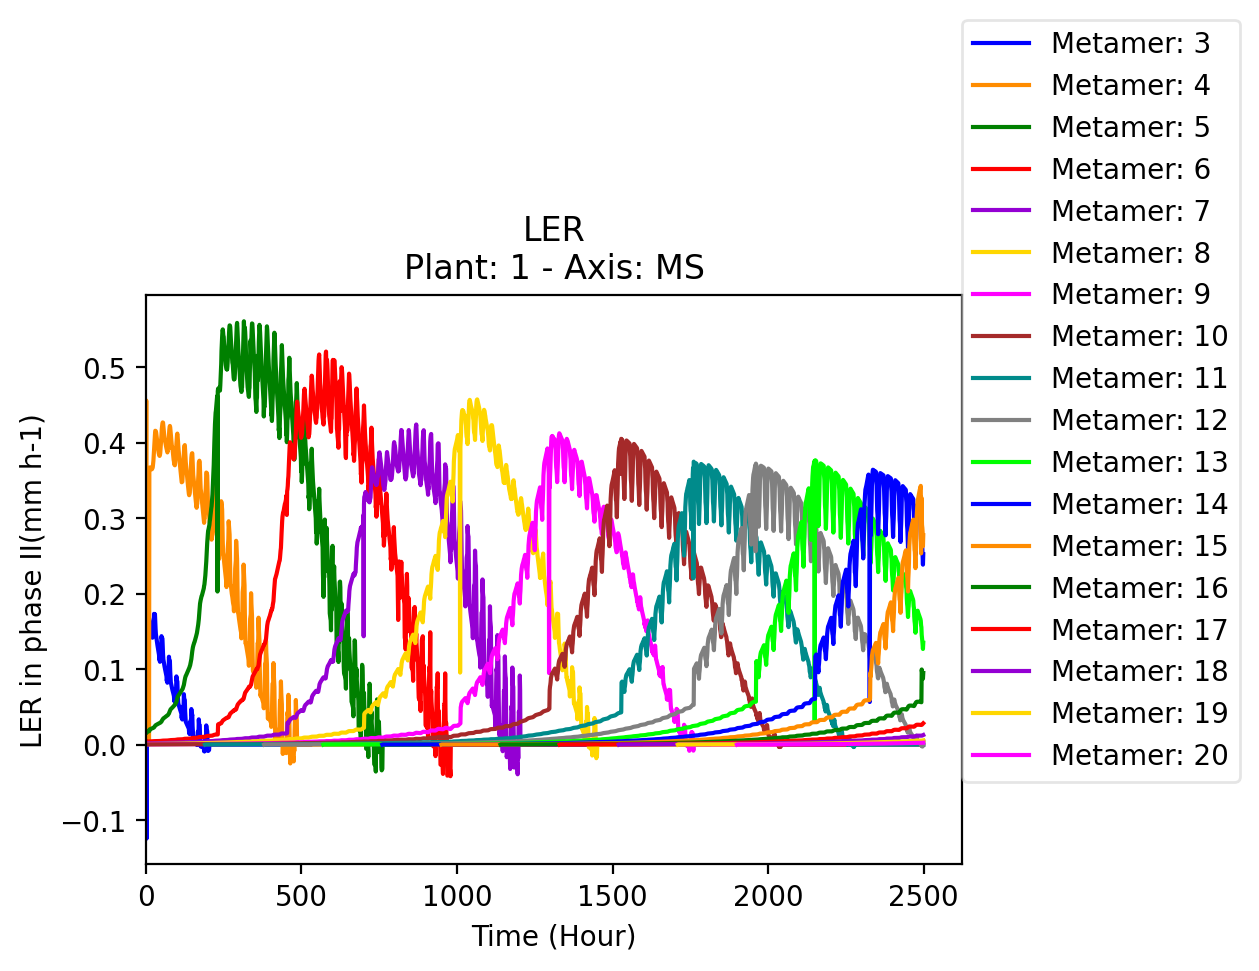 LER
Plant: 1 - Axis: MS
LER in phase II(mm h-1)
0.5
0.4
0.3
0.2
0.1
0.0
−0.1
0
500
1000
1500
2000
2500
Time (Hour)
Metamer: 3
Metamer: 4
Metamer: 5
Metamer: 6
Metamer: 7
Metamer: 8
Metamer: 9
Metamer: 10
Metamer: 11
Metamer: 12
Metamer: 13
Metamer: 14
Metamer: 15
Metamer: 16
Metamer: 17
Metamer: 18
Metamer: 19
Metamer: 20